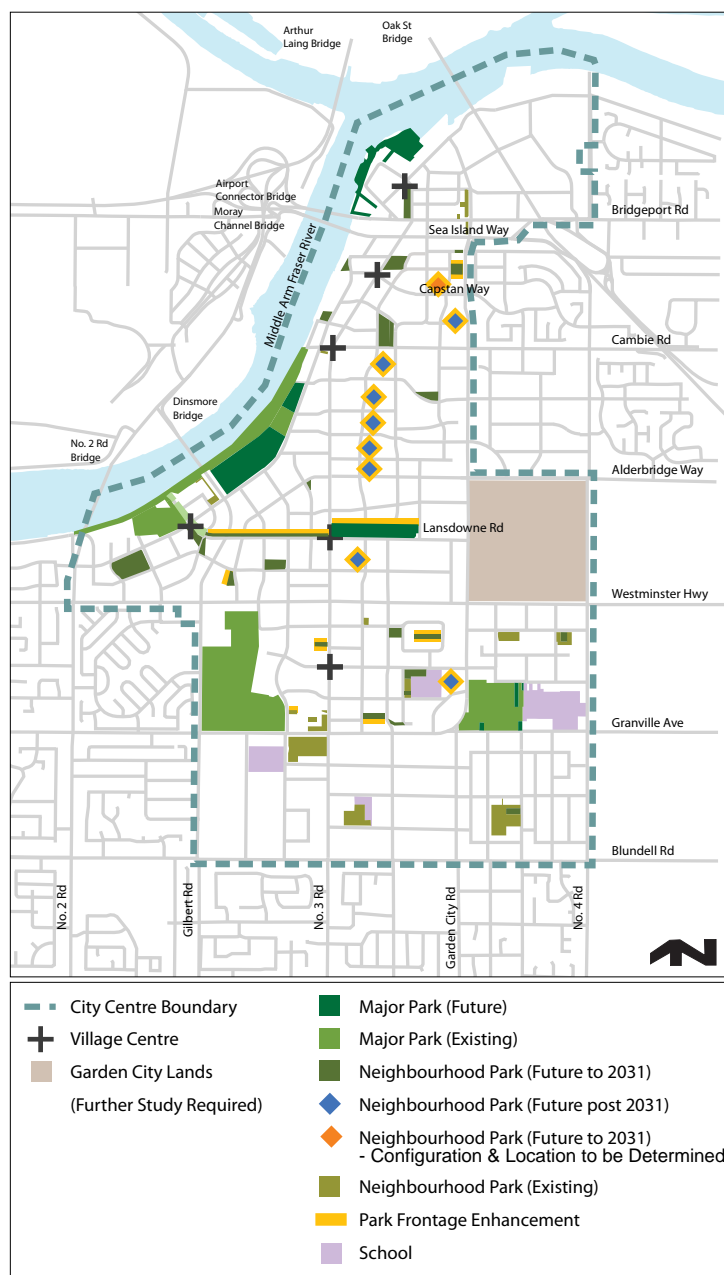 Arthur
Laing Bridge
Oak St
Bridge
Airport
Connector Bridge
Moray
Channel Bridge
Bridgeport Rd
Sea Island Way
Middle Arm Fraser River
Capstan Way
Cambie Rd
Dinsmore
Bridge
No. 2 Rd
Bridge
Alderbridge Way
Lansdowne Rd
Westminster Hwy
Granville Ave
Blundell Rd
No. 2 Rd
Gilbert Rd
No. 3 Rd
Garden City Rd
No. 4 Rd
N
City Centre Boundary
Village Centre
Garden City Lands
(Further Study Required)
Major Park (Future)
Major Park (Existing)
Neighbourhood Park (Future to 2031)
Neighbourhood Park (Future post 2031)
Neighbourhood Park (Future to 2031)
- Configuration & Location to be Determined
Neighbourhood Park (Existing)
Park Frontage Enhancement
School